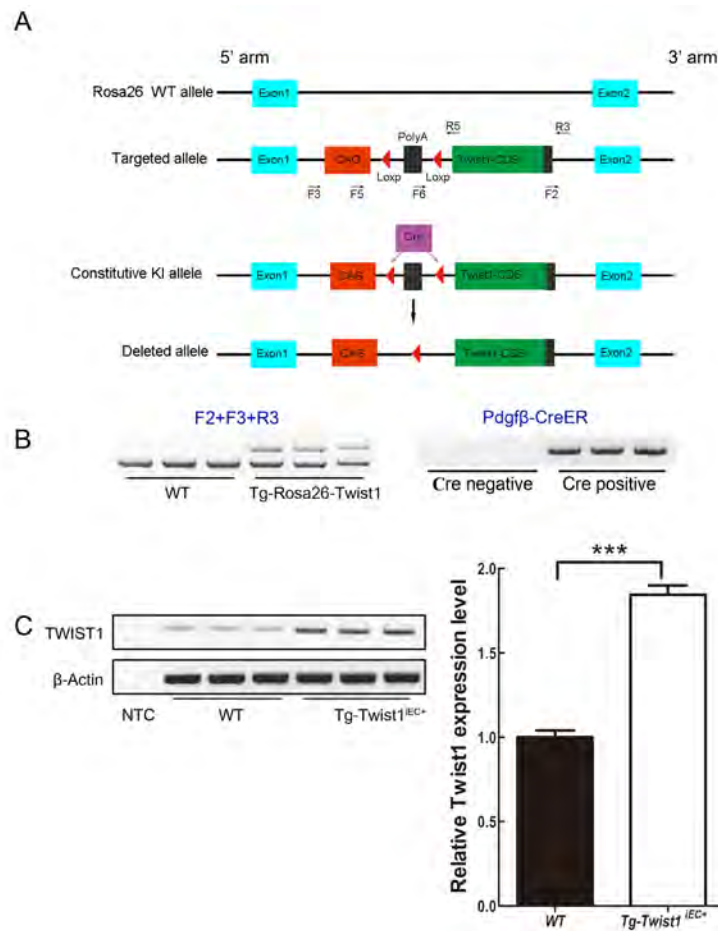 A
5' arm 3' arm
Rosa26 WT allele Exon1 Exon2
PolyA R5 R3
Targeted allele Exon1 CAG Twist1-CDS Exon2
Loxp Loxp
F3 F5 F6 F2
Cre
Constitutive KI allele Exon1 CAG Twist1-CDS Exon2
Deleted allele Exon1 CAG Twist1-CDS Exon2
F2+F3+R3 Pdgfβ-CreER
B
WT Tg-Rosa26-Twist1 Cre negative Cre positive
C
TWIST1
β-Actin
NTC WT Tg-Twist1iEC+
Relative Twist1 expression level
2.0
***
1.5
1.0
0.5
0.0
WT Tg-Twist1 iEC+